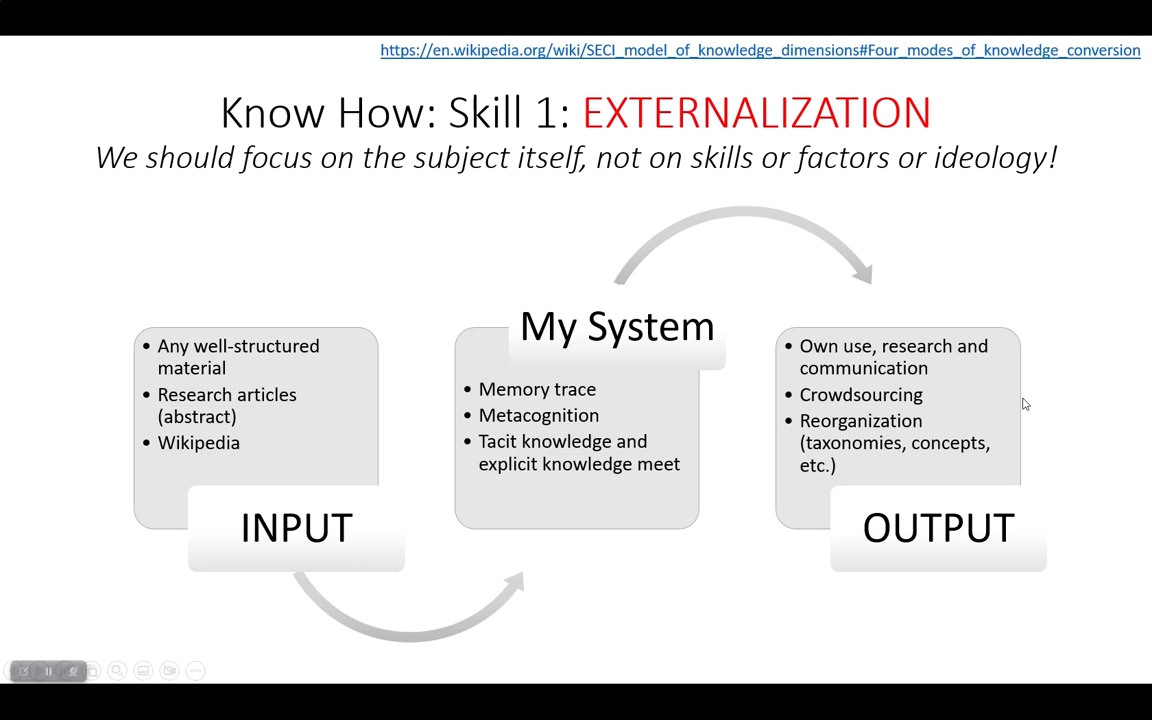 https://en.wikipedia.org/wiki/SECI_model_of_knowledge_dimensions#Four_modes_of_knowledge_conversion
Know How: Skill 1: EXTERNALIZATION
We should focus on the subject itself, not on skills or factors or ideology!
• Any well-structured
material
• Research articles
(abstract)
• Wikipedia
INPUT
My System
• Memory trace
• Metacognition
• Tacit knowledge and
explicit knowledge meet
• Own use, research and
communication
• Crowdsourcing
• Reorganization
(taxonomies, concepts,
etc.)
OUTPUT